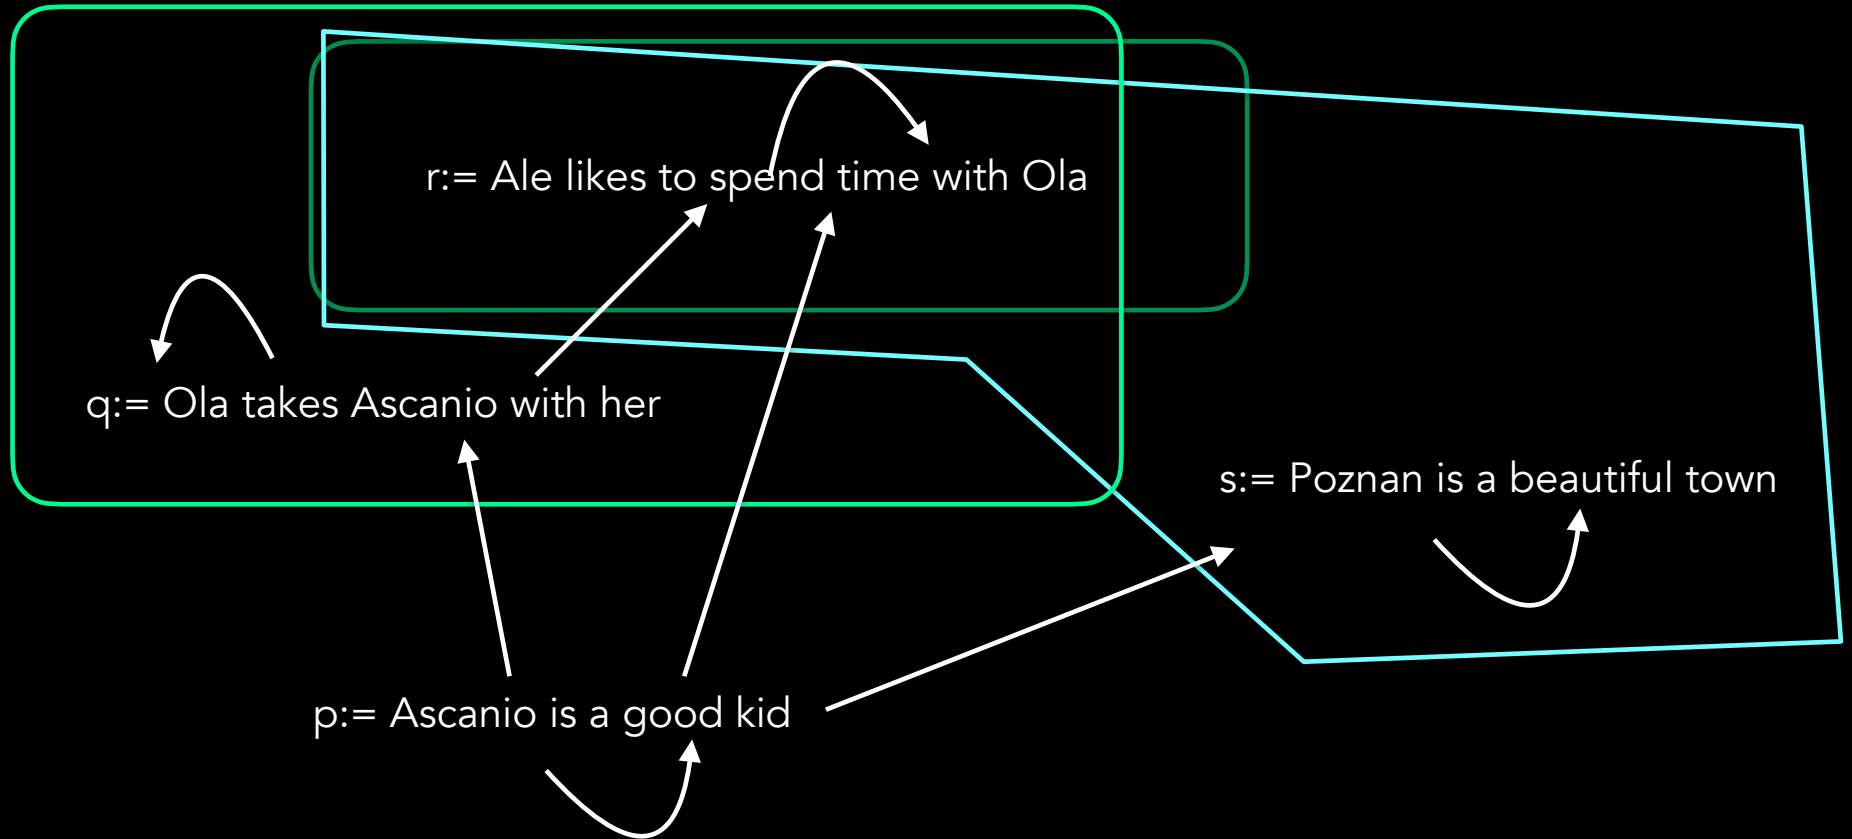 r:= Ale likes to spend time with Ola
q:= Ola takes Ascanio with her
s:= Poznan is a beautiful town
p:= Ascanio is a good kid